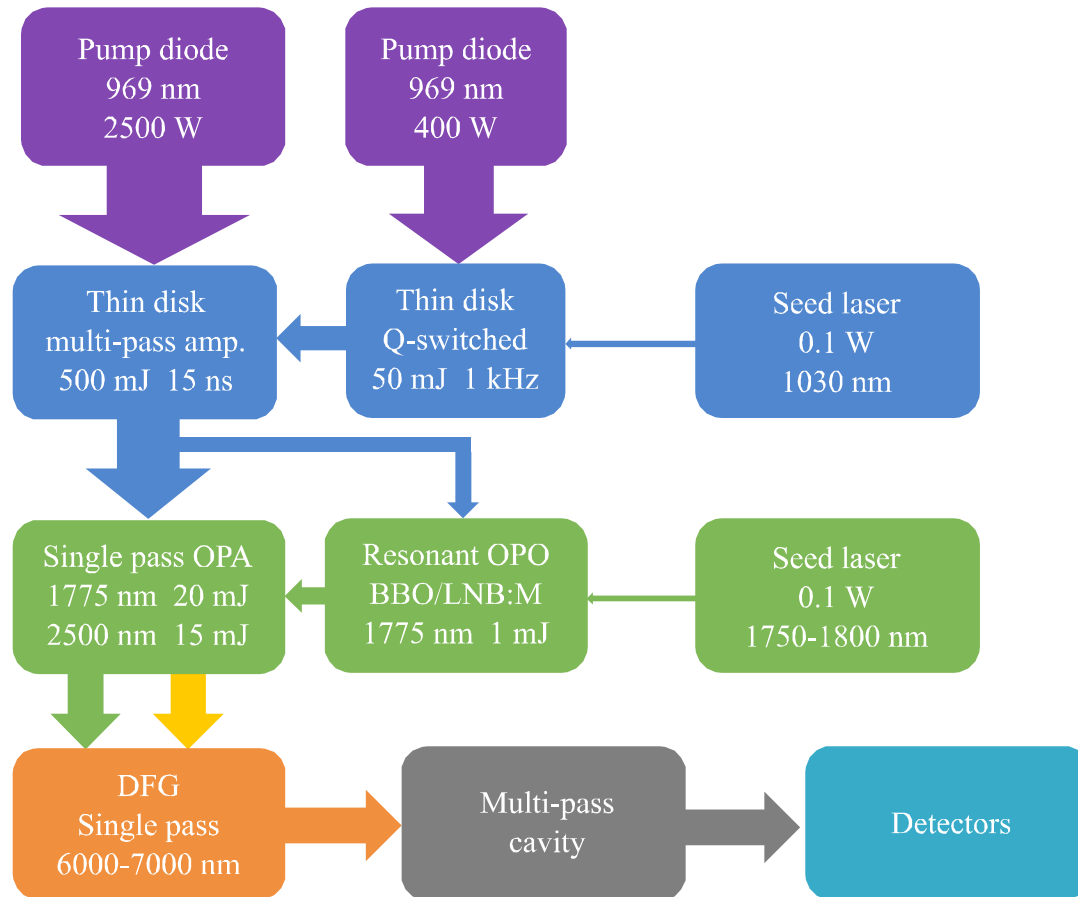 Pump diode
969 nm
2500 W
Pump diode
969 nm
400 W
Thin disk
multi-pass amp.
500 mJ 15 ns
Thin disk
Q-switched
50 mJ 1 kHz
Seed laser
0.1 W
1030 nm
Single pass OPA
1775 nm 20 mJ
2500 nm 15 mJ
Resonant OPO
BBO/LNB:M
1775 nm 1 mJ
Seed laser
0.1 W
1750-1800 nm
DFG
Single pass
6000-7000 nm
Multi-pass
cavity
Detectors